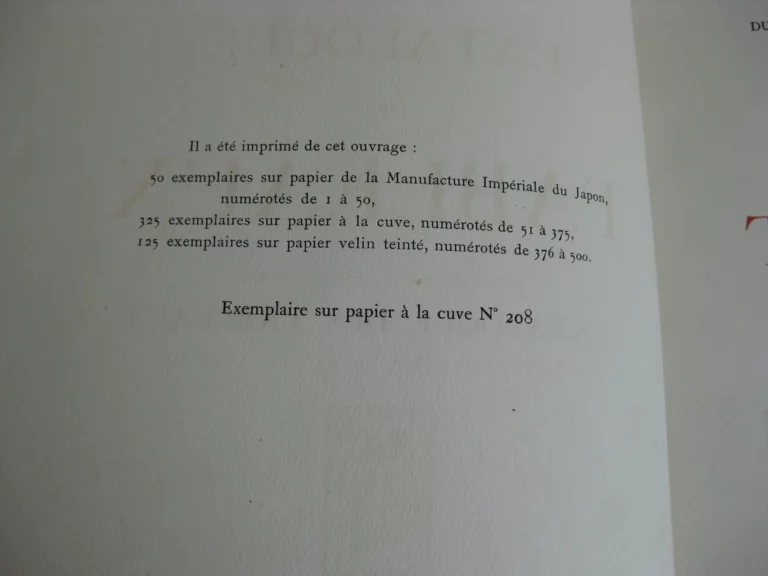 Il a été imprimé de cet ouvrage :
50 exemplaires sur papier de la Manufacture Impériale du Japon,
numérotés de 1 à 50,
325 exemplaires sur papier à la cuve, numérotés de 51 à 375,
125 exemplaires sur papier velin teinté, numérotés de 376 à 500.
Exemplaire sur papier à la cuve N° 208
DU
T